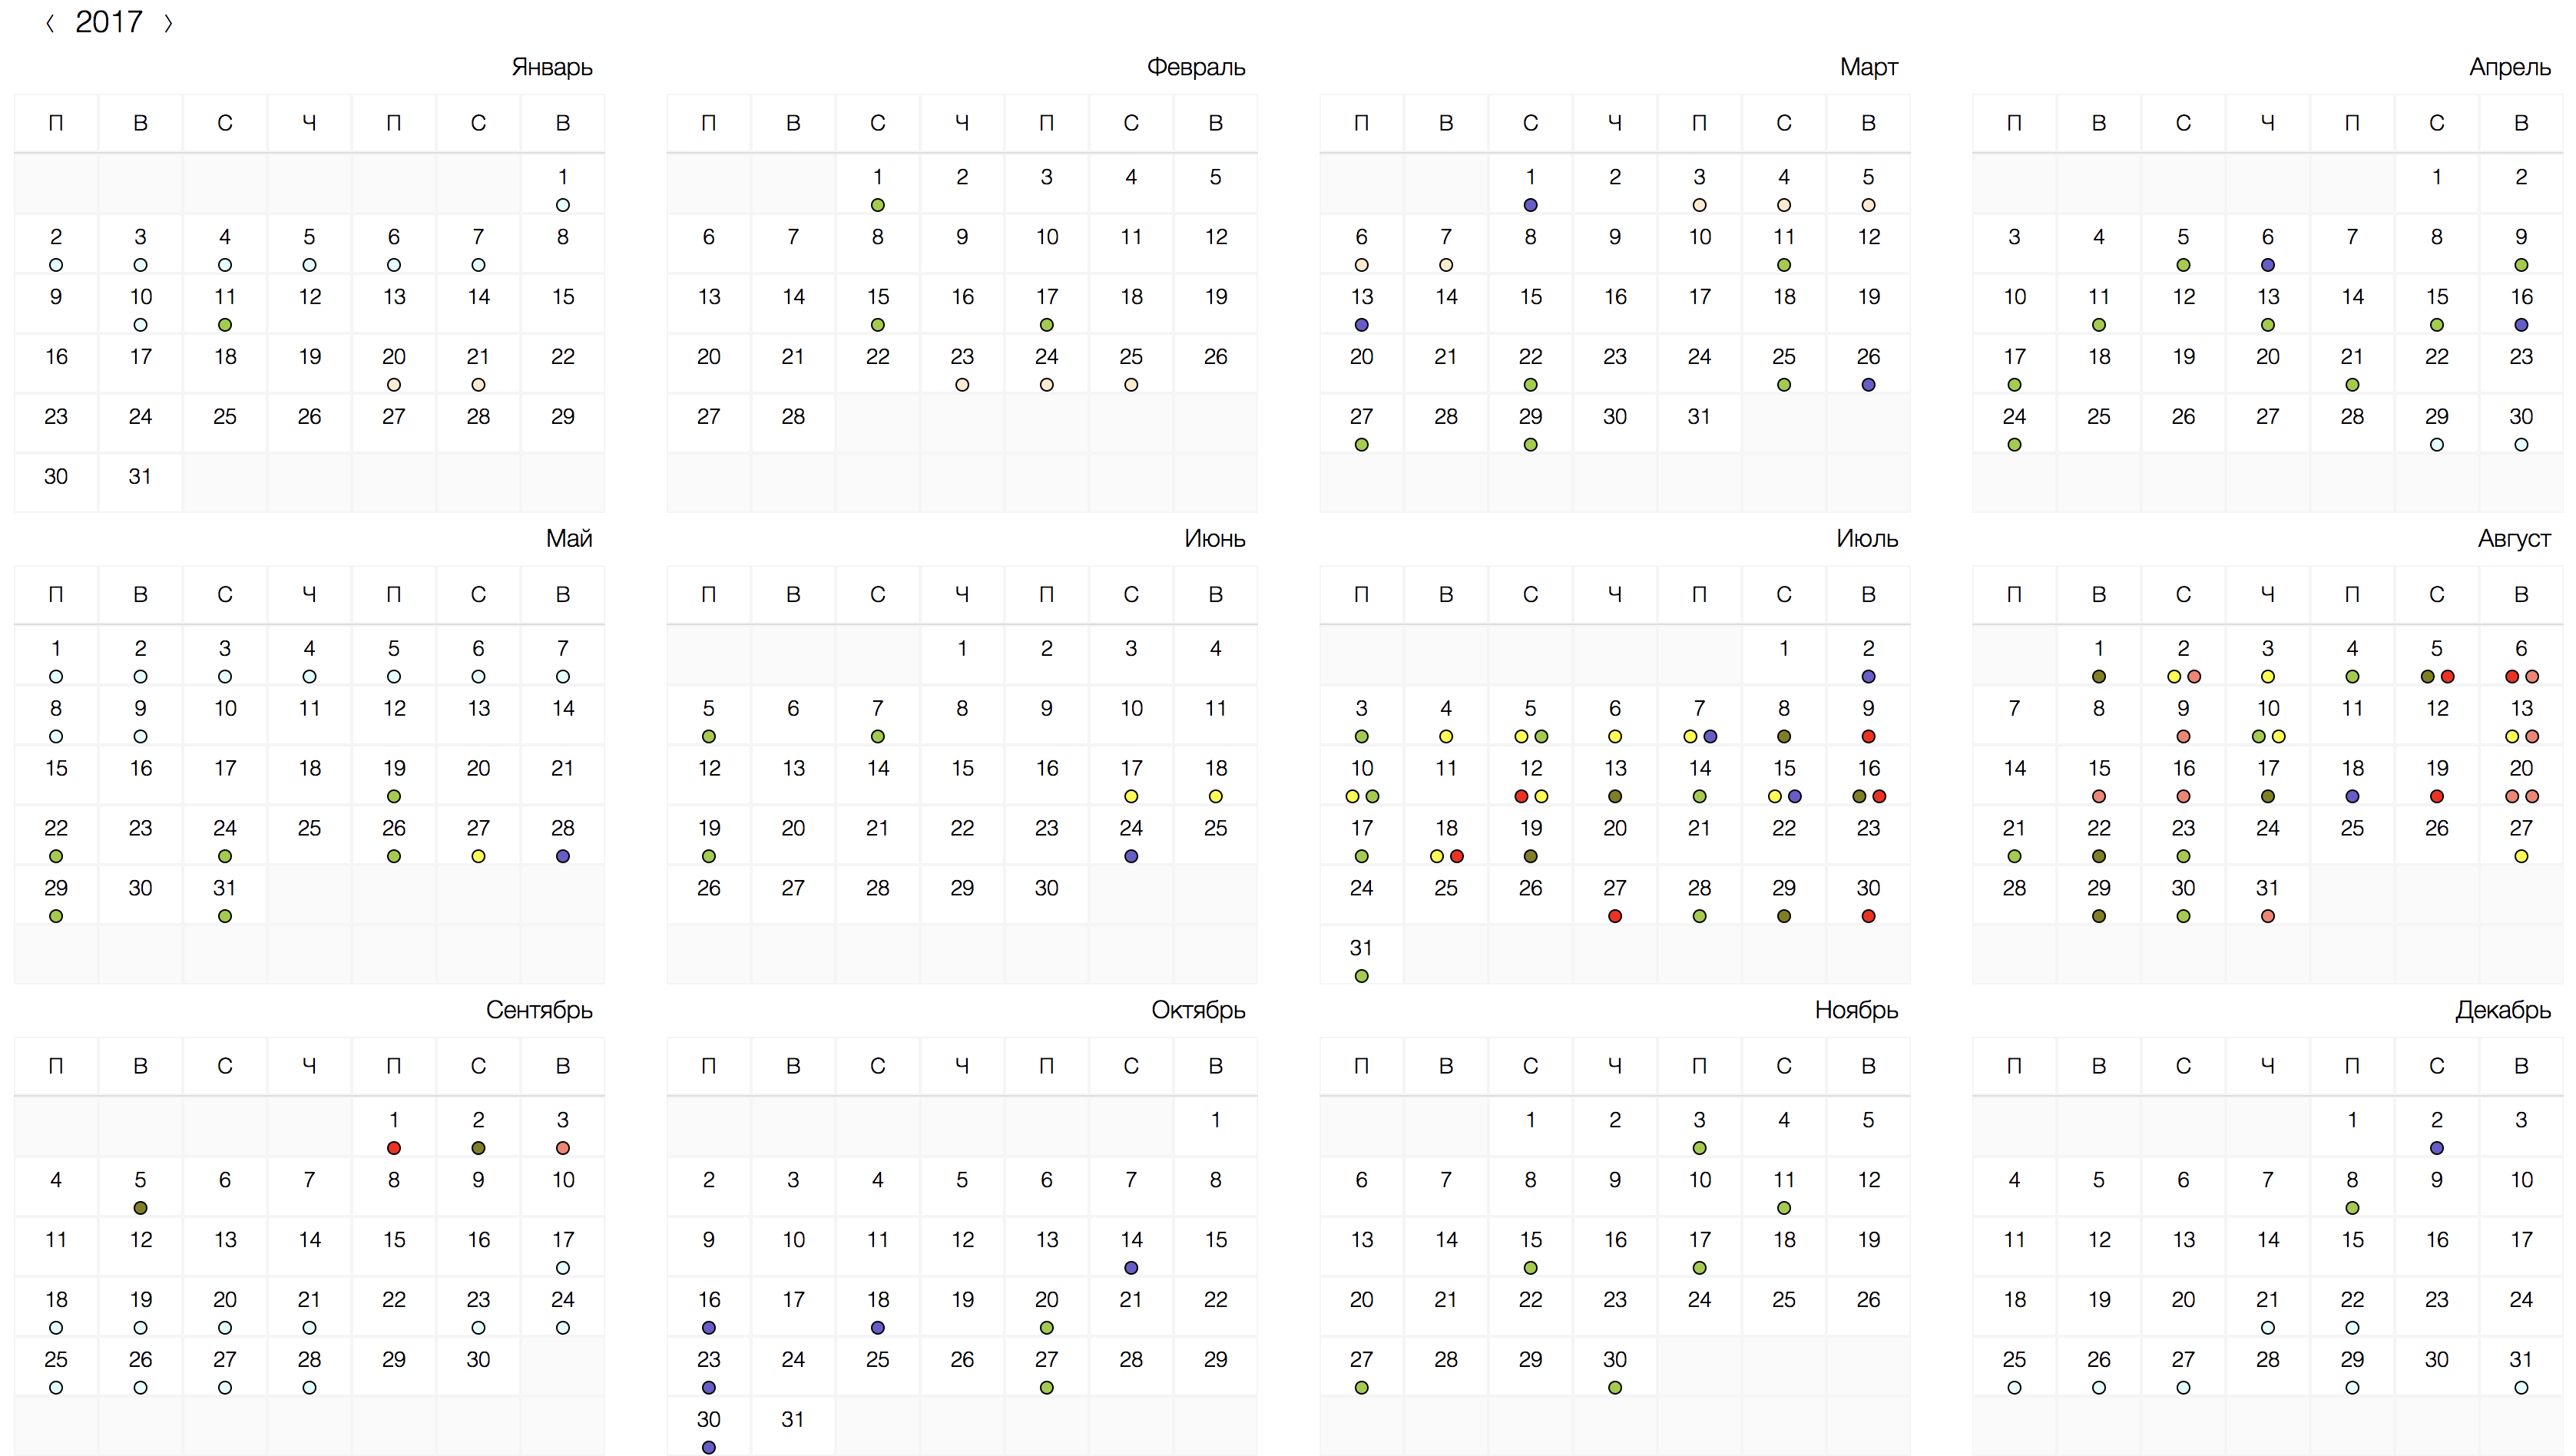 〈 2017 〉
Январь
П В С Ч П С В
1
2 3 4 5 6 7 8
9 10 11 12 13 14 15
16 17 18 19 20 21 22
23 24 25 26 27 28 29
30 31
Февраль
П В С Ч П С В
1 2 3 4 5
6 7 8 9 10 11 12
13 14 15 16 17 18 19
20 21 22 23 24 25 26
27 28
Март
П В С Ч П С В
1 2 3 4 5
6 7 8 9 10 11 12
13 14 15 16 17 18 19
20 21 22 23 24 25 26
27 28 29 30 31
Апрель
П В С Ч П С В
1 2
3 4 5 6 7 8 9
10 11 12 13 14 15 16
17 18 19 20 21 22 23
24 25 26 27 28 29 30
Май
П В С Ч П С В
1 2 3 4 5 6 7
8 9 10 11 12 13 14
15 16 17 18 19 20 21
22 23 24 25 26 27 28
29 30 31
Июнь
П В С Ч П С В
1 2 3 4
5 6 7 8 9 10 11
12 13 14 15 16 17 18
19 20 21 22 23 24 25
26 27 28 29 30
Июль
П В С Ч П С В
1 2
3 4 5 6 7 8 9
10 11 12 13 14 15 16
17 18 19 20 21 22 23
24 25 26 27 28 29 30
31
Август
П В С Ч П С В
1 2 3 4 5 6
7 8 9 10 11 12 13
14 15 16 17 18 19 20
21 22 23 24 25 26 27
28 29 30 31
Сентябрь
П В С Ч П С В
1 2 3
4 5 6 7 8 9 10
11 12 13 14 15 16 17
18 19 20 21 22 23 24
25 26 27 28 29 30
Октябрь
П В С Ч П С В
1
2 3 4 5 6 7 8
9 10 11 12 13 14 15
16 17 18 19 20 21 22
23 24 25 26 27 28 29
30 31
Ноябрь
П В С Ч П С В
1 2 3 4 5
6 7 8 9 10 11 12
13 14 15 16 17 18 19
20 21 22 23 24 25 26
27 28 29 30
Декабрь
П В С Ч П С В
1 2 3
4 5 6 7 8 9 10
11 12 13 14 15 16 17
18 19 20 21 22 23 24
25 26 27 28 29 30 31